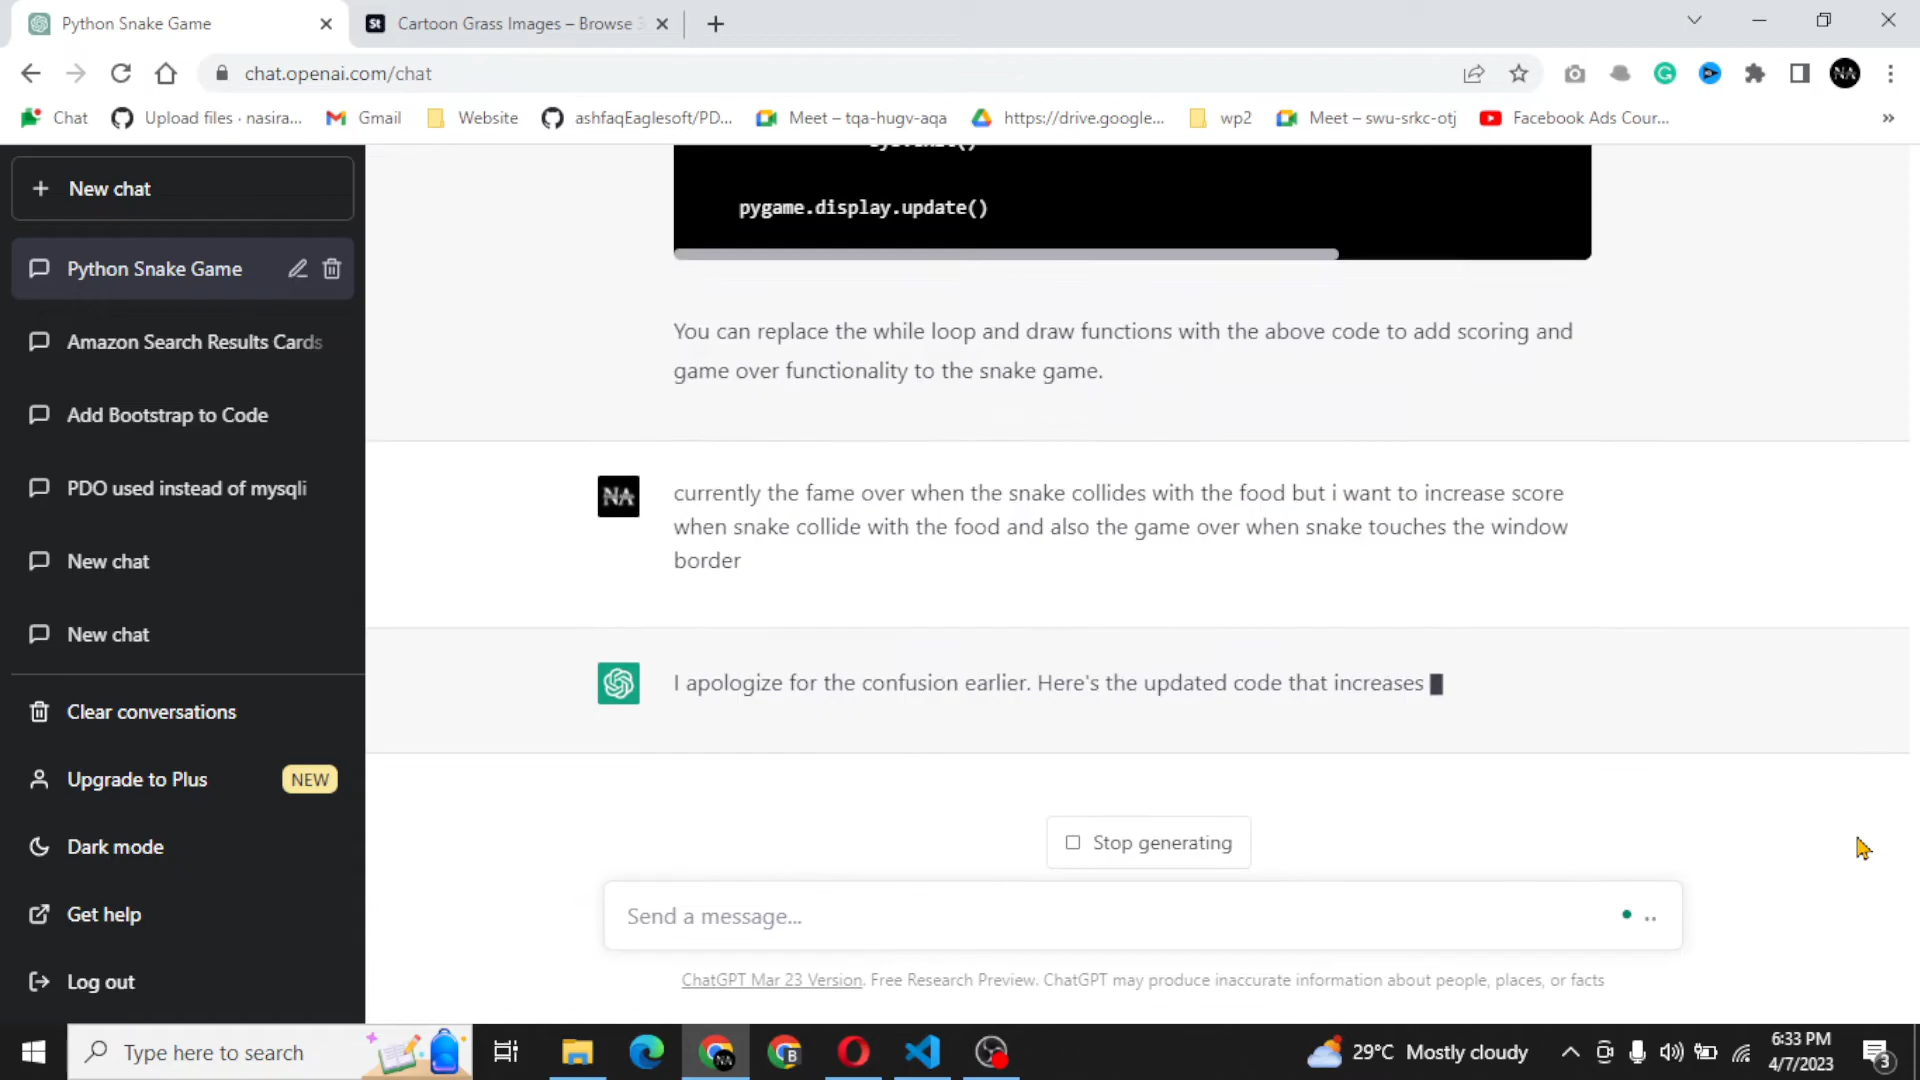 Python Snake Game
St
Cartoon Grass Images – Browse
chat.openai.com/chat
NA
Chat
Upload files · nasira...
Gmail
Website
ashfaqEaglesoft/PD...
Meet – tqa-hugv-aqa
https://drive.google...
wp2
Meet – swu-srkc-otj
Facebook Ads Cour...
»
+ New chat
Python Snake Game
Amazon Search Results Cards
Add Bootstrap to Code
PDO used instead of mysqli
New chat
New chat
Clear conversations
Upgrade to Plus
NEW
Dark mode
Get help
Log out
pygame.display.update()
You can replace the while loop and draw functions with the above code to add scoring and
game over functionality to the snake game.
NA
currently the fame over when the snake collides with the food but i want to increase score
when snake collide with the food and also the game over when snake touches the window
border
I apologize for the confusion earlier. Here's the updated code that increases
Stop generating
Send a message...
ChatGPT Mar 23 Version. Free Research Preview. ChatGPT may produce inaccurate information about people, places, or facts
Type here to search
NA
B
29°C Mostly cloudy
6:33 PM
4/7/2023
3